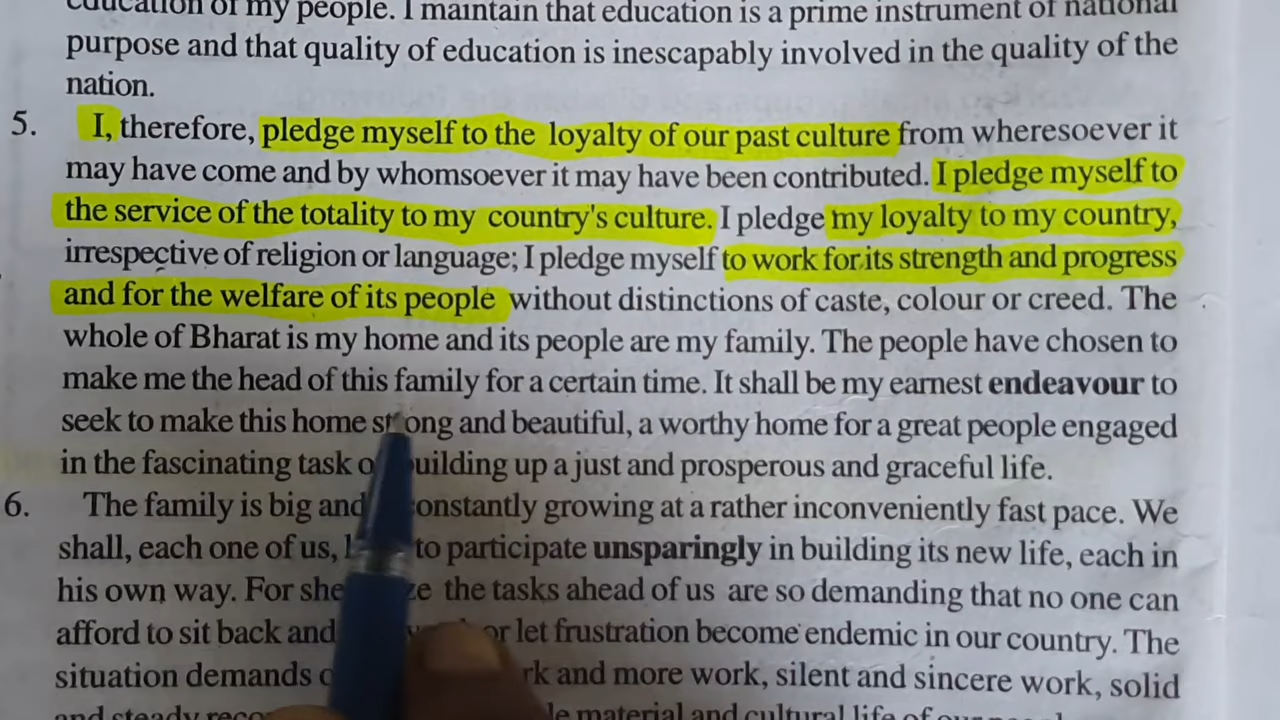 education of my people. I maintain that education is a prime instrument of national
purpose and that quality of education is inescapably involved in the quality of the
nation.
5. I, therefore, pledge myself to the loyalty of our past culture from wheresoever it
may have come and by whomsoever it may have been contributed. I pledge myself to
the service of the totality to my country's culture. I pledge my loyalty to my country,
irrespective of religion or language; I pledge myself to work for its strength and progress
and for the welfare of its people without distinctions of caste, colour or creed. The
whole of Bharat is my home and its people are my family. The people have chosen to
make me the head of this family for a certain time. It shall be my earnest endeavour to
seek to make this home strong and beautiful, a worthy home for a great people engaged
in the fascinating task building up a just and prosperous and graceful life.
6. The family is big and constantly growing at a rather inconveniently fast pace. We
shall, each one of us, to participate unsparingly in building its new life, each in
his own way. For the tasks ahead of us are so demanding that no one can
afford to sit back and or let frustration become endemic in our country. The
situation demands and more work, silent and sincere work, solid
and steady material and cultural life of